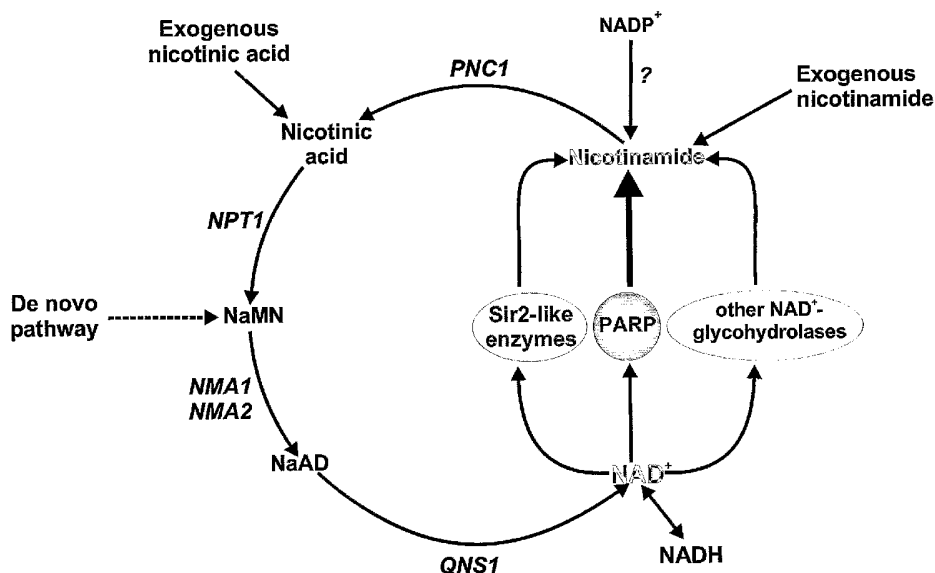 Exogenous
nicotinic acid
NADP+
PNC1
?
Exogenous
nicotinamide
Nicotinic
acid
Nicotinamide
NPT1
De novo
pathway
NaMN
Sir2-like
enzymes
PARP
other NAD+-
glycohydrolases
NMA1
NMA2
NaAD
NAD+
QNS1
NADH